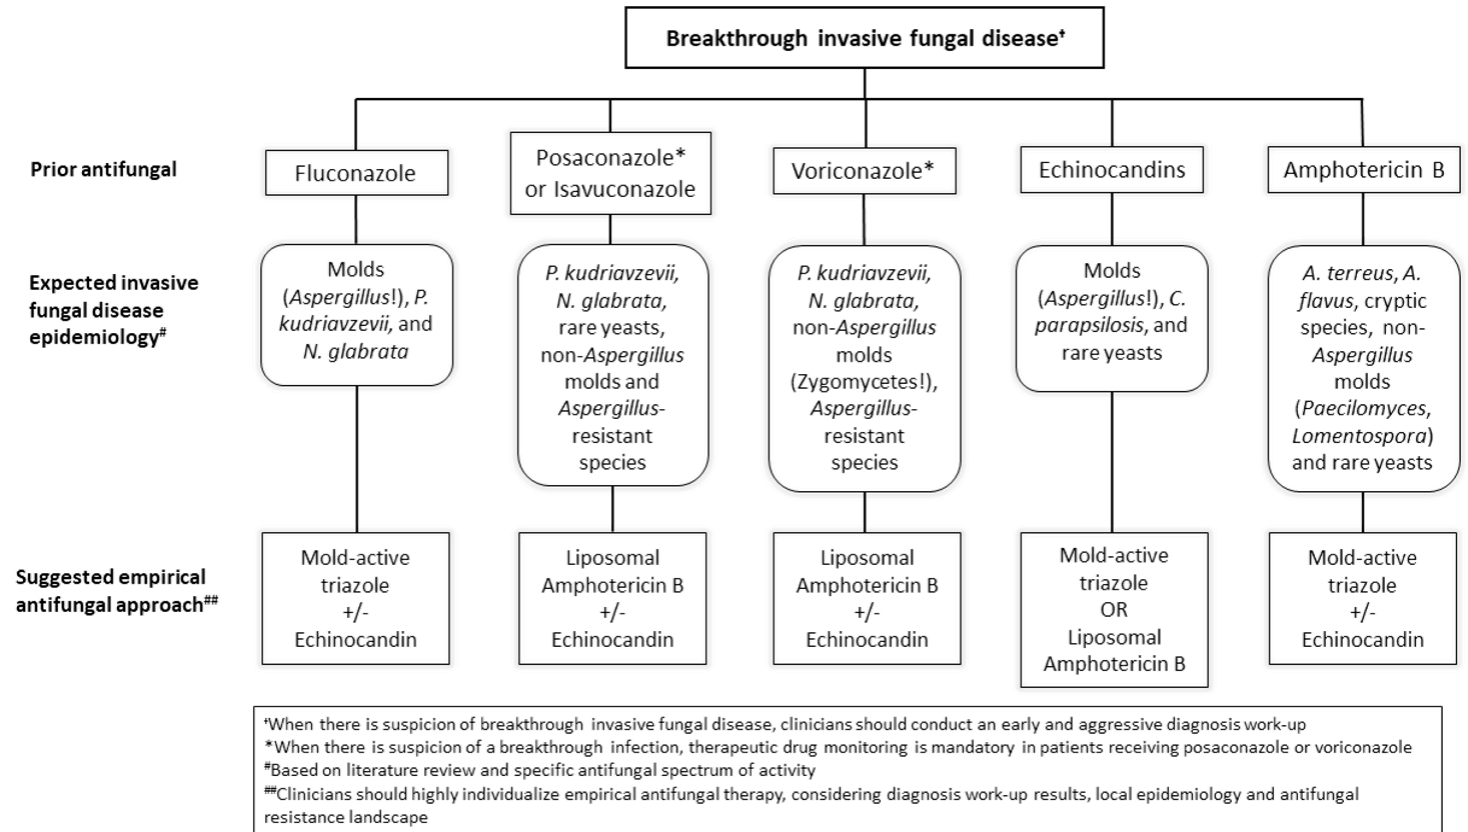 Breakthrough invasive fungal disease†
Prior antifungal
Fluconazole
Posaconazole*
or Isavuconazole
Voriconazole*
Echinocandins
Amphotericin B
Expected invasive
fungal disease
epidemiology#
Molds
(Aspergillus!), P.
kudriavzevii, and
N. glabrata
P. kudriavzevii,
N. glabrata,
rare yeasts,
non-Aspergillus
molds and
Aspergillus-
resistant
species
P. kudriavzevii,
N. glabrata,
non-Aspergillus
molds
(Zygomycetes!),
Aspergillus-
resistant
species
Molds
(Aspergillus!), C.
parapsilosis, and
rare yeasts
A. terreus, A.
flavus, cryptic
species, non-
Aspergillus
molds
(Paecilomyces,
Lomentospora)
and rare yeasts
Suggested empirical
antifungal approach##
Mold-active
triazole
+/-
Echinocandin
Liposomal
Amphotericin B
+/-
Echinocandin
Liposomal
Amphotericin B
+/-
Echinocandin
Mold-active
triazole
OR
Liposomal
Amphotericin B
Mold-active
triazole
+/-
Echinocandin
†When there is suspicion of breakthrough invasive fungal disease, clinicians should conduct an early and aggressive diagnosis work-up
*When there is suspicion of a breakthrough infection, therapeutic drug monitoring is mandatory in patients receiving posaconazole or voriconazole
#Based on literature review and specific antifungal spectrum of activity
##Clinicians should highly individualize empirical antifungal therapy, considering diagnosis work-up results, local epidemiology and antifungal
resistance landscape